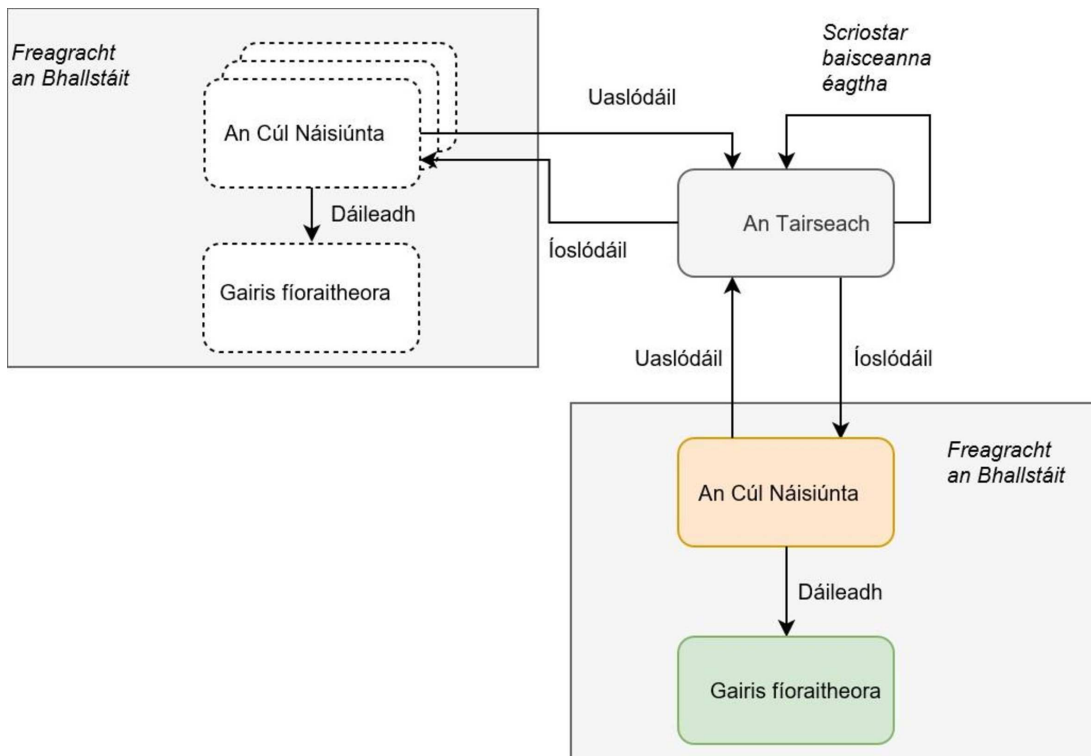 Freagracht
an Bhallstáit
An Cúl Náisiúnta
Dáileadh
Gairis fíoraitheora
Uaslódáil
Íoslódáil
Scriostar
baisceanna
éagtha
An Tairseach
Uaslódáil
Íoslódáil
Freagracht
an Bhallstáit
An Cúl Náisiúnta
Dáileadh
Gairis fíoraitheora